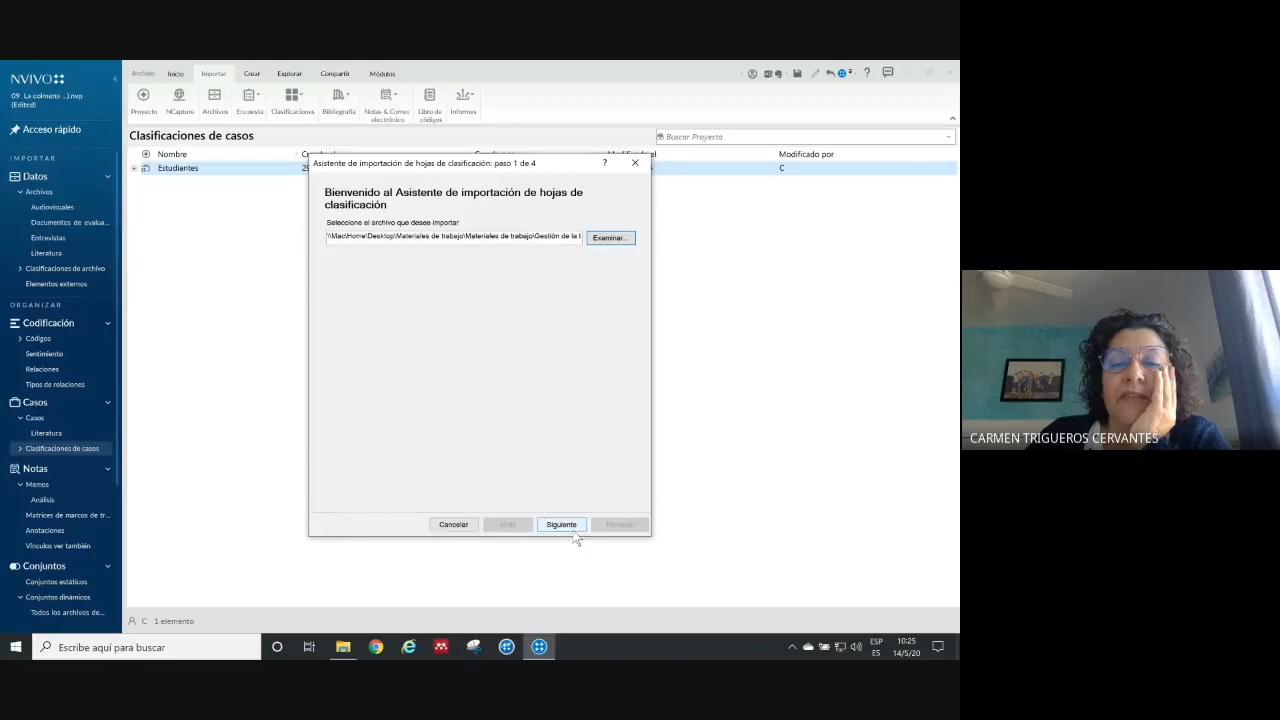 NVIVO
09. La colmena ...).nvp
(Edited)
Acceso rápido
IMPORTAR
Datos
Archivos
Audiovisuales
Documentos de evalua...
Entrevistas
Literatura
Clasificaciones de archivo
Elementos externos
ORGANIZAR
Codificación
Códigos
Sentimiento
Relaciones
Tipos de relaciones
Casos
Casos
Literatura
Clasificaciones de casos
Notas
Memos
Análisis
Matrices de marcos de tr...
Anotaciones
Vínculos ver también
Conjuntos
Conjuntos estáticos
Conjuntos dinámicos
Todos los archivos de...
Archivo Inicio Importar Crear Explorar Compartir Módulos
Proyecto NCapture Archivos Encuesta Clasificaciones Bibliografía Notas & Correo electrónico Libro de códigos Informes
Clasificaciones de casos
Buscar Proyecto
Nombre Modificado por
Estudiantes C
Asistente de importación de hojas de clasificación: paso 1 de 4
Bienvenido al Asistente de importación de hojas de
clasificación
Seleccione el archivo que desee importar
\\Mac\Home\Desktop\Materiales de trabajo\Materiales de trabajo\Gestión de la I
Examinar...
Cancelar Atrás Siguiente Terminar
C 1 elemento
Escribe aquí para buscar
ESP
ES
10:25
14/5/20
CARMEN TRIGUEROS CERVANTES